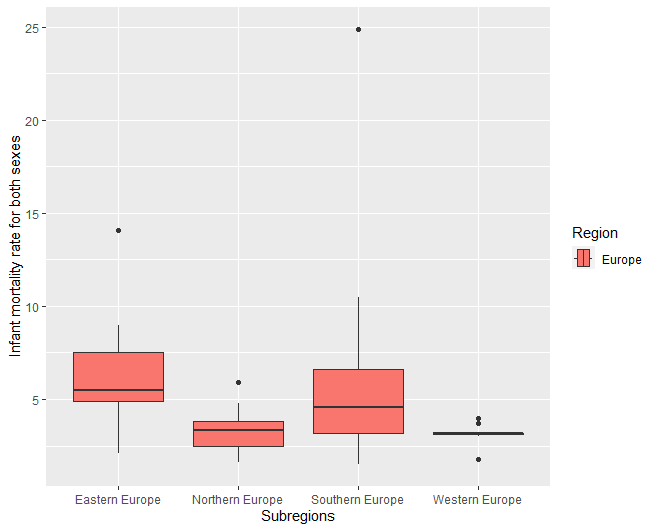 25
20
15
10
5
Infant mortality rate for both sexes
Eastern Europe Northern Europe Southern Europe Western Europe
Subregions
Region
Europe